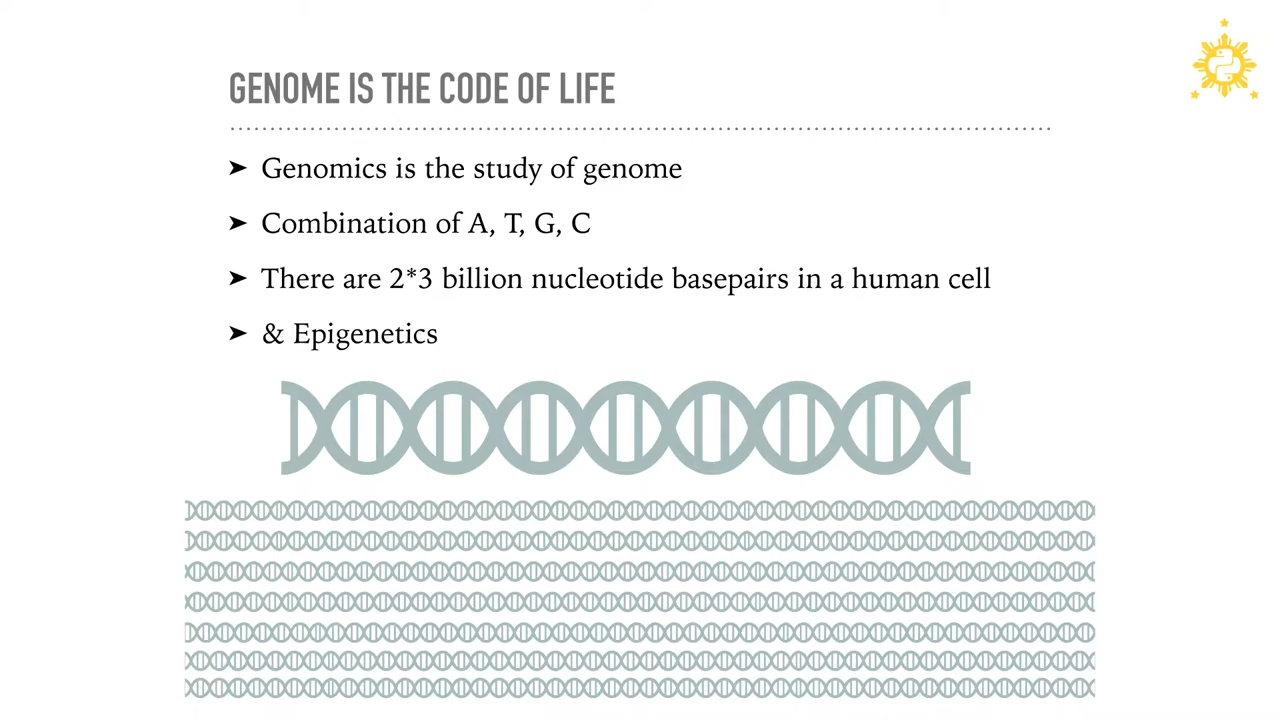 GENOME IS THE CODE OF LIFE
➤ Genomics is the study of genome
➤ Combination of A, T, G, C
➤ There are 2*3 billion nucleotide basepairs in a human cell
➤ & Epigenetics